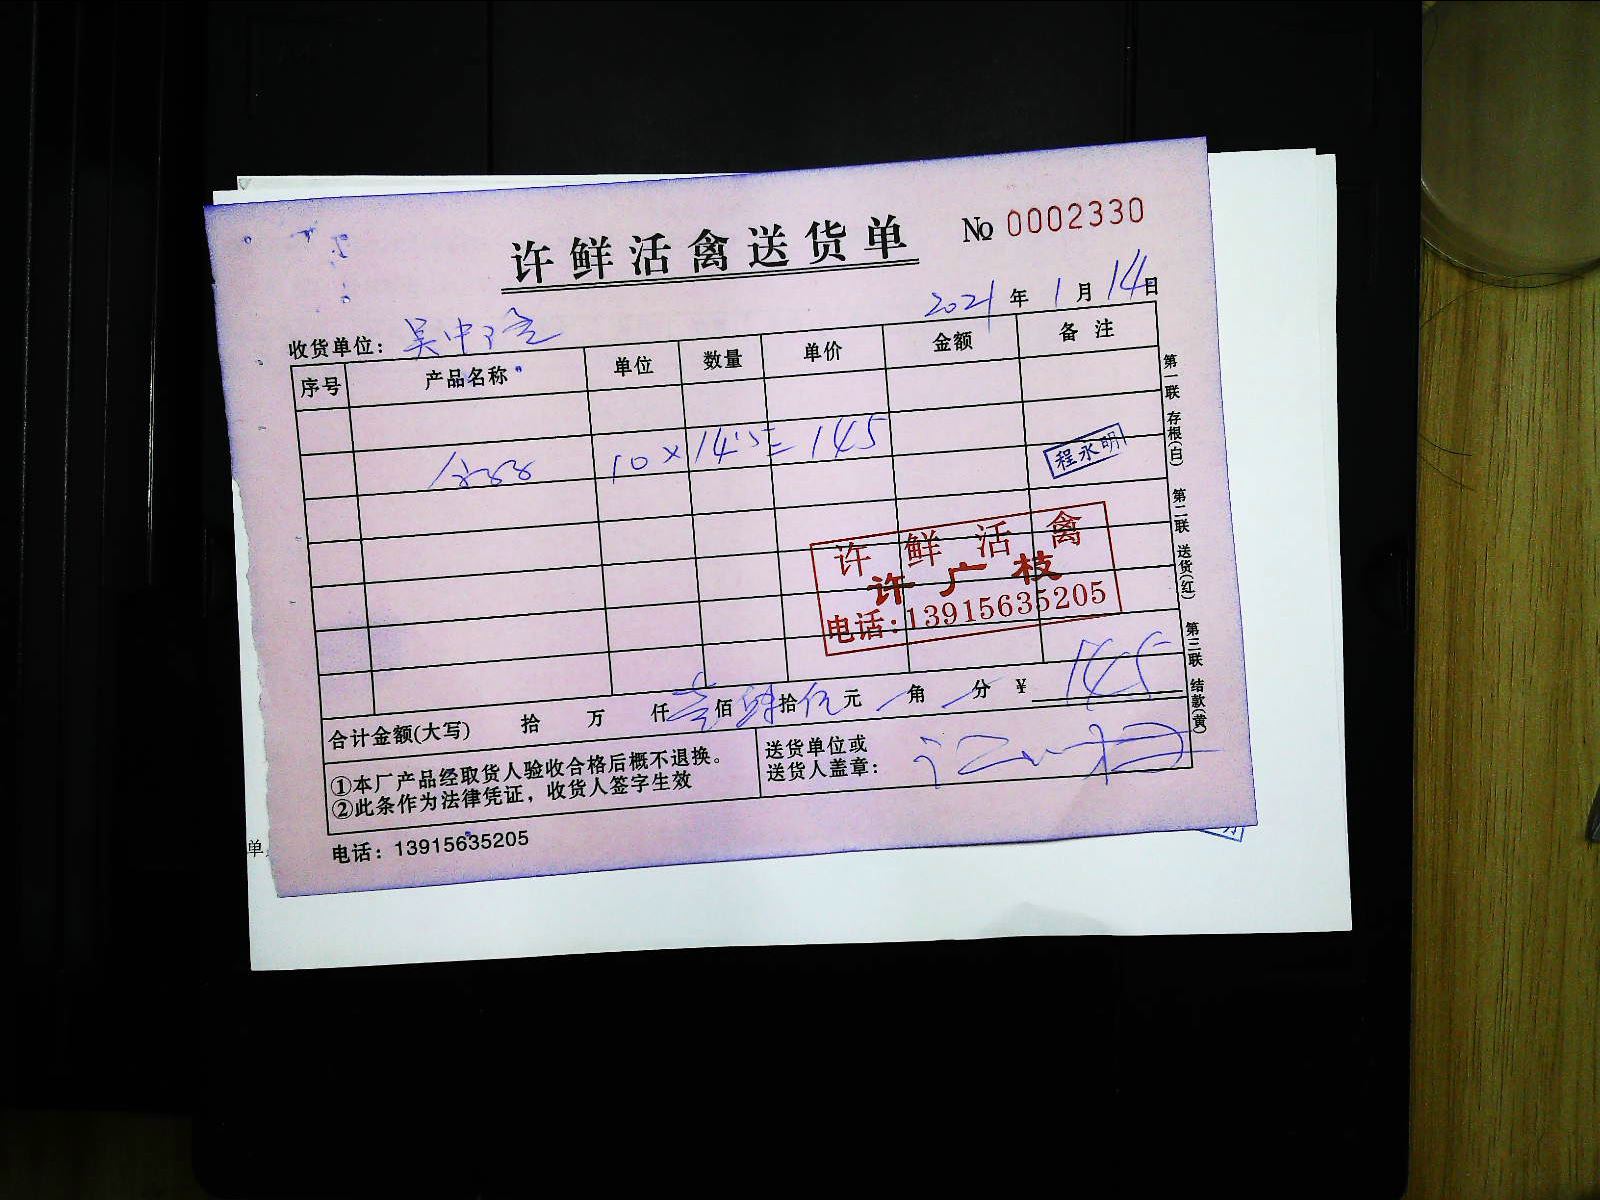 许鲜活禽送货单 No 0002330
2021 年 1 月 14 日
收货单位: 吴中
序号 产品名称 单位 数量 单价 金额 备注
10 × 14.5 = 145
程永明
许鲜活禽
许广枝
电话:13915635205
合计金额(大写) 拾 万 仟 壹 佰 肆 拾 伍 元 角 分 ¥ 145
①本厂产品经取货人验收合格后概不退换。
②此条作为法律凭证，收货人签字生效
送货单位或
送货人盖章:
电话: 13915635205
第一联 存根(白) 第二联 送货(红) 第三联 结款(黄)
单